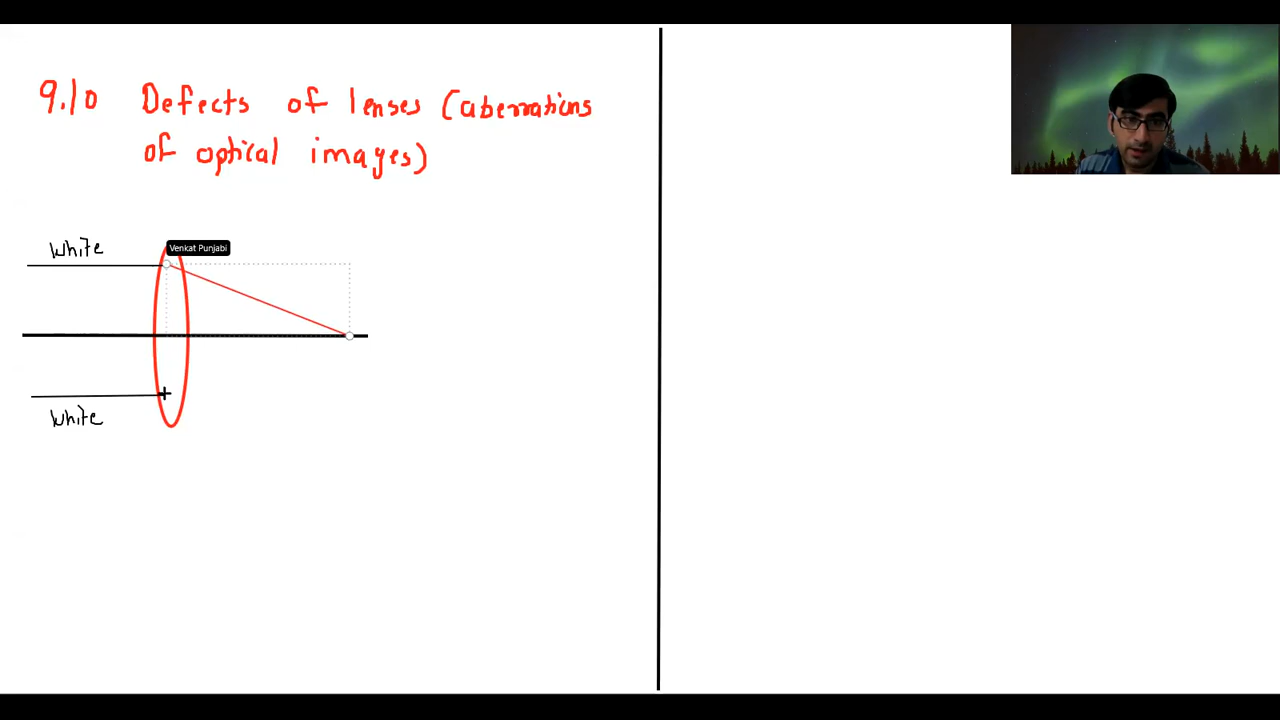 9.10 Defects of lenses (aberrations
of optical images)
White
Venkat Punjabi
White